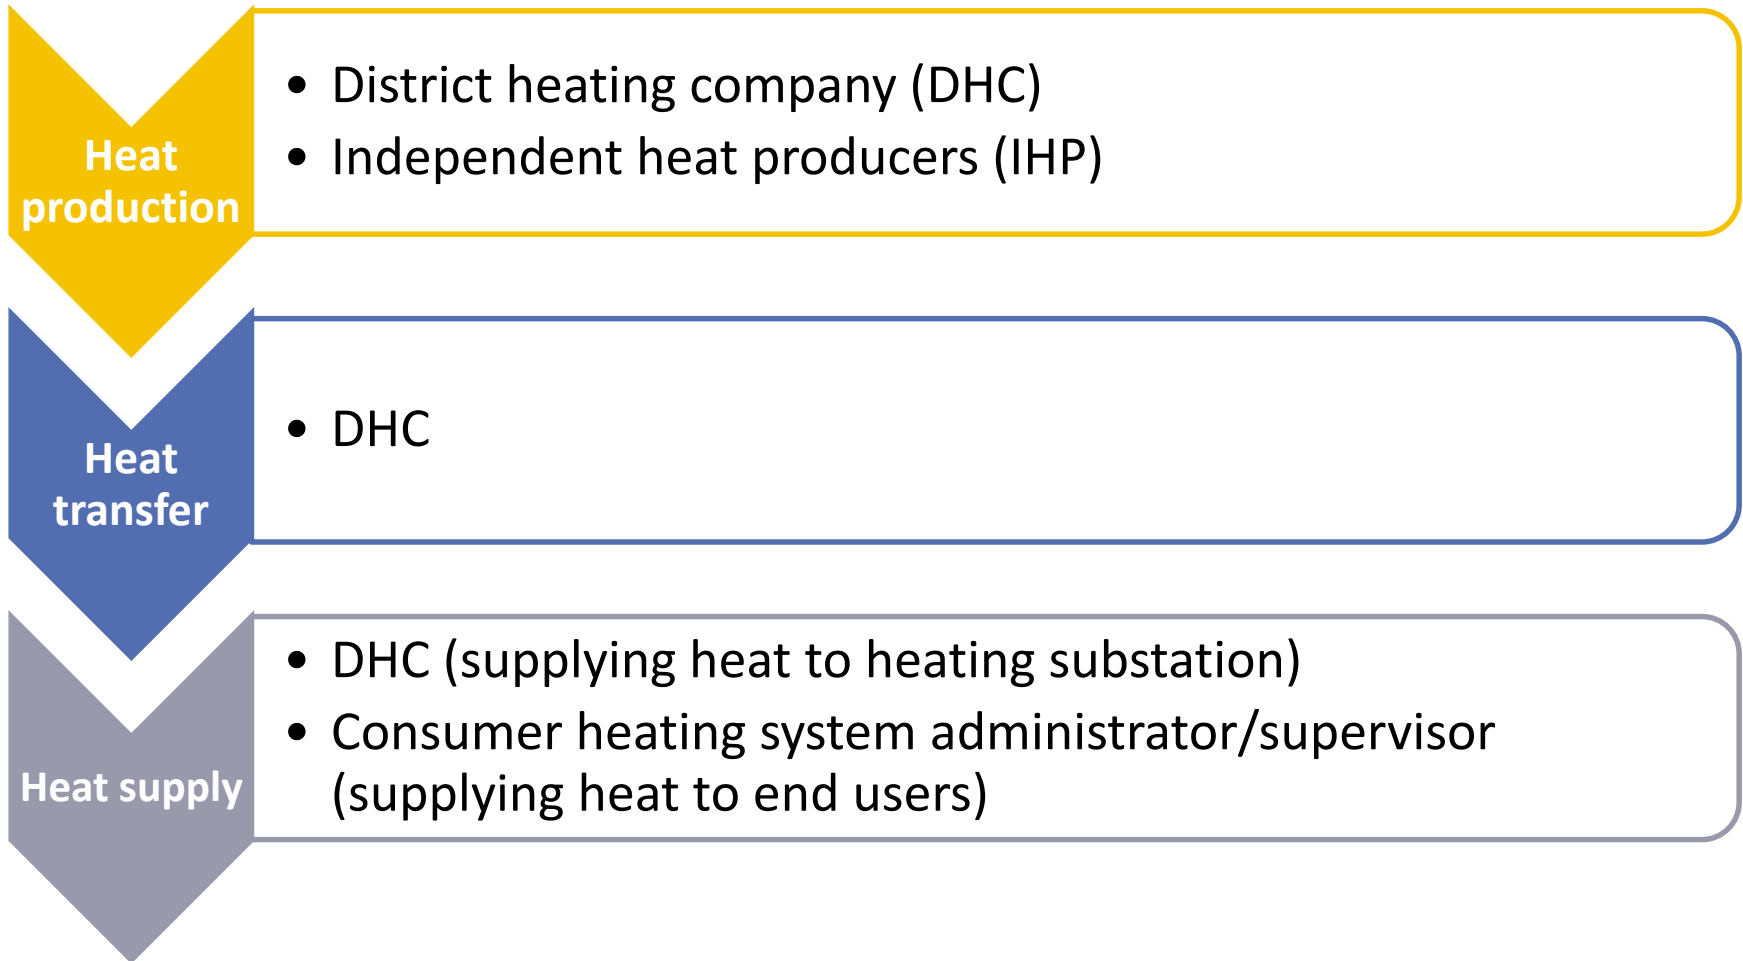 Heat
production
• District heating company (DHC)
• Independent heat producers (IHP)
Heat
transfer
• DHC
Heat supply
• DHC (supplying heat to heating substation)
• Consumer heating system administrator/supervisor
(supplying heat to end users)